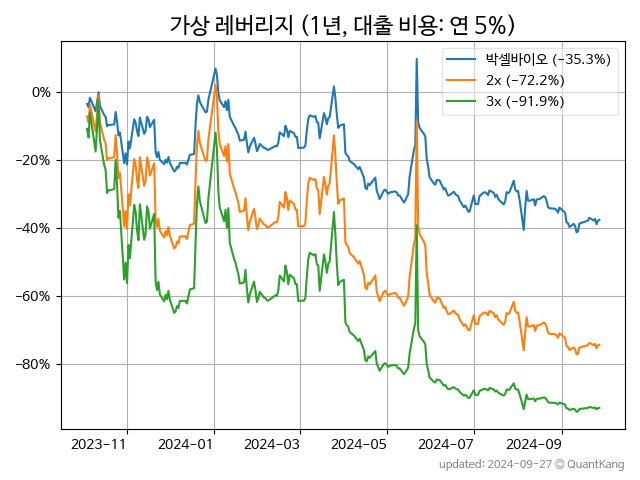 가상 레버리지 (1년, 대출 비용: 연 5%)
박셀바이오 (−35.3%)
2x (−72.2%)
3x (−91.9%)
0%
−20%
−40%
−60%
−80%
2023−11 2024−01 2024−03 2024−05 2024−07 2024−09
updated: 2024-09-27 © QuantKang